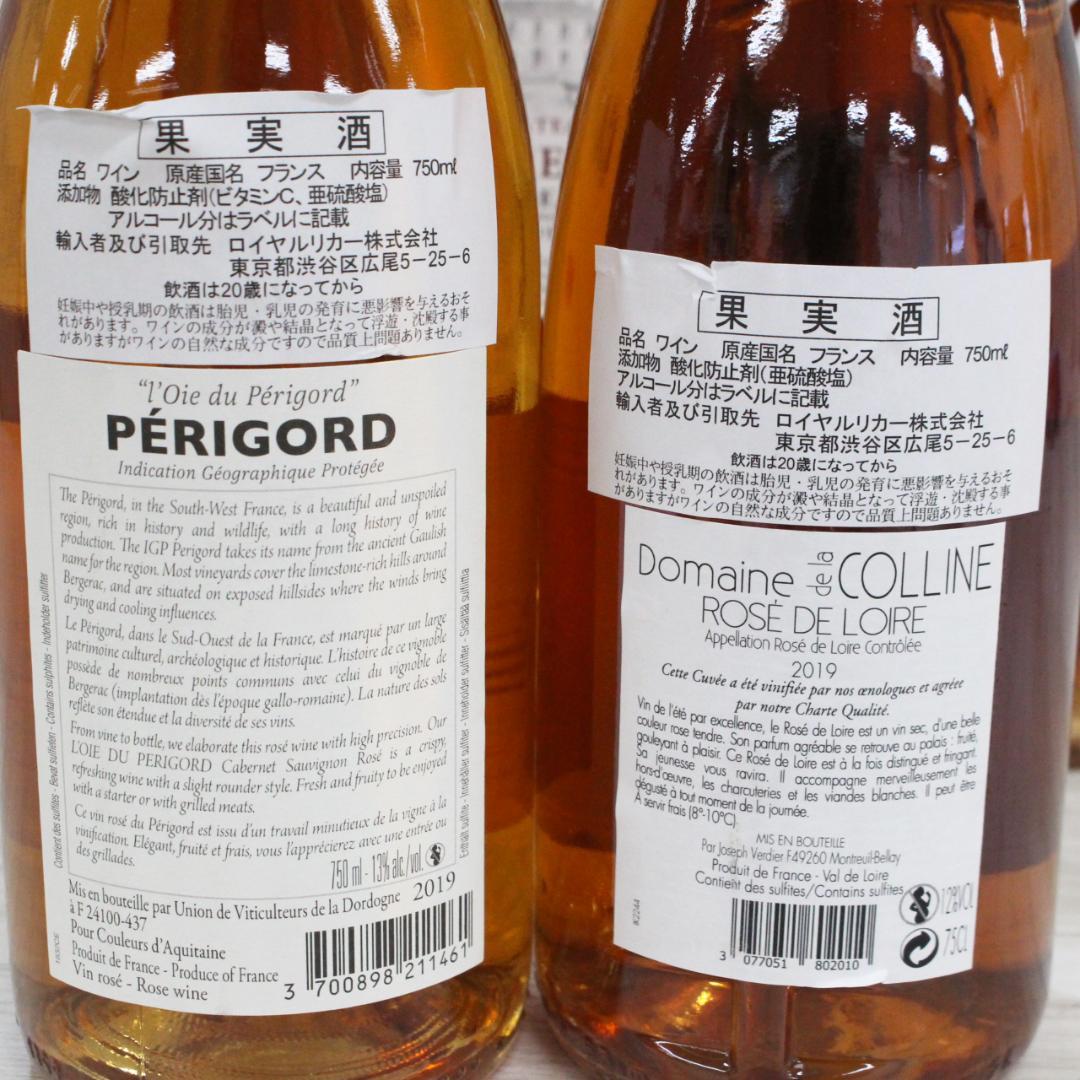 果実酒
品名 ワイン 原産国名 フランス 内容量 750mℓ
添加物 酸化防止剤(ビタミンC、亜硫酸塩)
アルコール分はラベルに記載
輸入者及び引取先 ロイヤルリカー株式会社
東京都渋谷区広尾5-25-6
飲酒は20歳になってから
妊娠中や授乳期の飲酒は胎児・乳児の発育に悪影響を与えるおそ
れがあります。ワインの成分が澱や結晶となって浮遊・沈殿する事
がありますがワインの自然な成分ですので品質上問題ありません。
"l'Oie du Périgord"
PÉRIGORD
Indication Géographique Protégée
The Périgord, in the South-West France, is a beautiful and unspoiled
region, rich in history and wildlife, with a long history of wine
production. The IGP Perigord takes its name from the ancient Gaulish
name for the region. Most vineyards cover the limestone-rich hills around
Bergerac, and are situated on exposed hillsides where the winds bring
drying and cooling influences.
Le Périgord, dans le Sud-Ouest de la France, est marqué par un large
patrimoine culturel, archéologique et historique. L'histoire de ce vignoble
possède de nombreux points communs avec celui du vignoble de
Bergerac (implantation dès l'époque gallo-romaine). La nature des sols
reflète son étendue et la diversité de ses vins.
From vine to bottle, we elaborate this rosé wine with high precision. Our
L'OIE DU PERIGORD Cabernet Sauvignon Rosé is a crispy,
refreshing wine with a slight rounder style. Fresh and fruity to be enjoyed
with a starter or with grilled meats.
Ce vin rosé du Périgord est issu d'un travail minutieux de la vigne à la
vinification. Elégant, fruité et frais, vous l'apprécierez avec une entrée ou
des grillades.
750 ml - 13% alc./vol.
Contient des sulfites - Bevat sulfieten - Contains sulphites - Indeholder sulfitter
Mis en bouteille par Union de Viticulteurs de la Dordogne 2019
à F 24100-437
Pour Couleurs d'Aquitaine
Produit de France - Produce of France
Vin rosé - Rose wine
3 700898 211461
果実酒
品名 ワイン 原産国名 フランス 内容量 750mℓ
添加物 酸化防止剤(亜硫酸塩)
アルコール分はラベルに記載
輸入者及び引取先 ロイヤルリカー株式会社
東京都渋谷区広尾5-25-6
飲酒は20歳になってから
妊娠中や授乳期の飲酒は胎児・乳児の発育に悪影響を与えるおそ
れがあります。ワインの成分が澱や結晶となって浮遊・沈殿する事
がありますがワインの自然な成分ですので品質上問題ありません。
Domaine de la COLLINE
ROSÉ DE LOIRE
Appellation Rosé de Loire Contrôlée
2019
Cette Cuvée a été vinifiée par nos œnologues et agréée
par notre Charte Qualité.
Vin de l'été par excellence, le Rosé de Loire est un vin sec, d'une belle
couleur rose tendre. Son parfum agréable se retrouve au palais : fruité,
gouleyant à plaisir. Ce Rosé de Loire est à la fois distingué et fringant.
Sa jeunesse vous ravira. Il accompagne merveilleusement les
hors-d'œuvre, les charcuteries et les viandes blanches. Il peut être
dégusté à tout moment de la journée.
A servir frais (8°-10°C).
MIS EN BOUTEILLE
Par Joseph Verdier F49260 Montreuil-Bellay
Produit de France - Val de Loire
Contient des sulfites/Contains sulfites
12%VOL
75CL
K2244
3 077051 802010